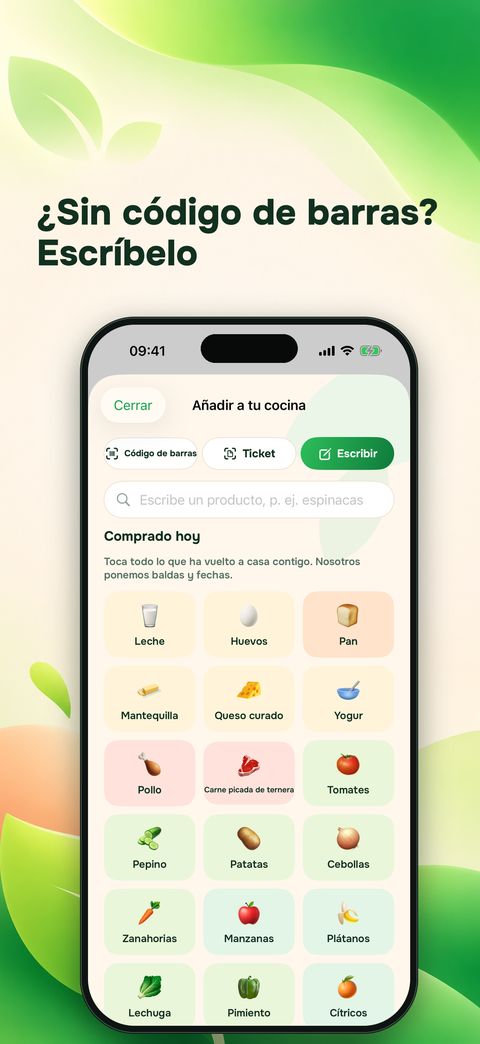 ¿Sin código de barras?
Escríbelo
09:41
Cerrar
Añadir a tu cocina
Código de barras
Ticket
Escribir
Escribe un producto, p. ej. espinacas
Comprado hoy
Toca todo lo que ha vuelto a casa contigo. Nosotros
ponemos baldas y fechas.
Leche
Huevos
Pan
Mantequilla
Queso curado
Yogur
Pollo
Carne picada de ternera
Tomates
Pepino
Patatas
Cebollas
Zanahorias
Manzanas
Plátanos
Lechuga
Pimiento
Cítricos